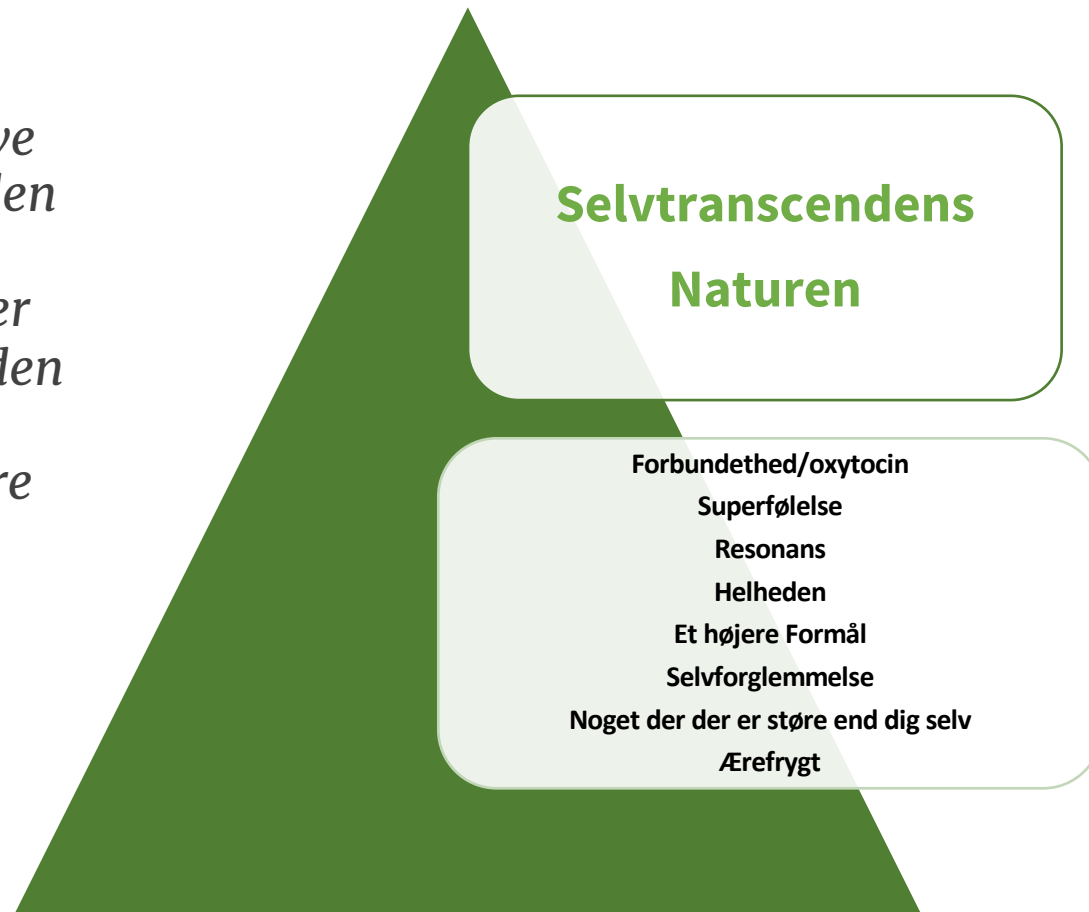 Selvtranscendens
Naturen
Forbundethed/oxytocin
Superfølelse
Resonans
Helheden
Et højere Formål
Selvforglemmelse
Noget der der er støre end dig selv
Ærefrygt